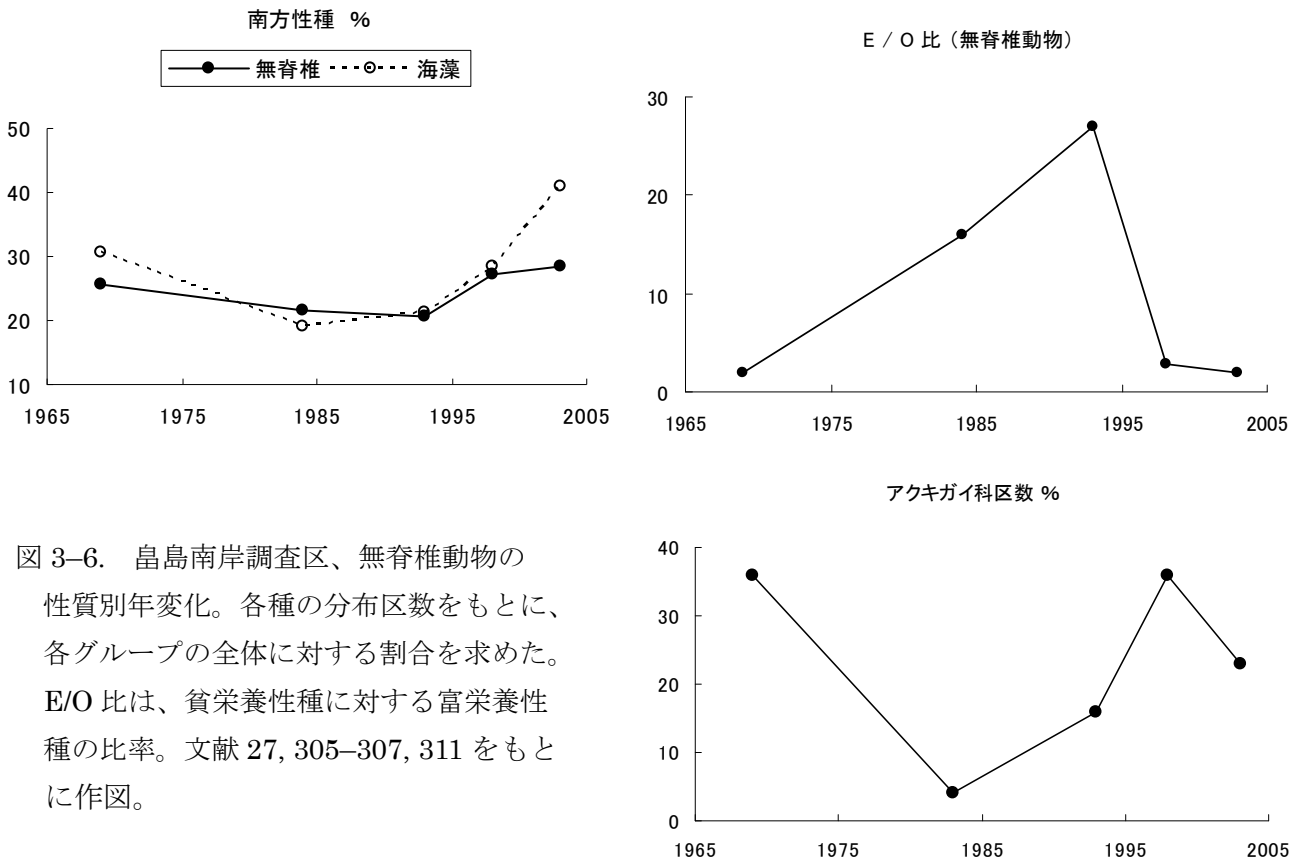 南方性種 %
無脊椎 海藻
50
40
30
20
10
1965 1975 1985 1995 2005
E / O 比（無脊椎動物）
30
20
10
0
1965 1975 1985 1995 2005
アクキガイ科区数 %
40
30
20
10
0
1965 1975 1985 1995 2005
図 3–6. 畠島南岸調査区、無脊椎動物の
性質別年変化。各種の分布区数をもとに、
各グループの全体に対する割合を求めた。
E/O 比は、貧栄養性種に対する富栄養性
種の比率。文献 27, 305–307, 311 をもと
に作図。